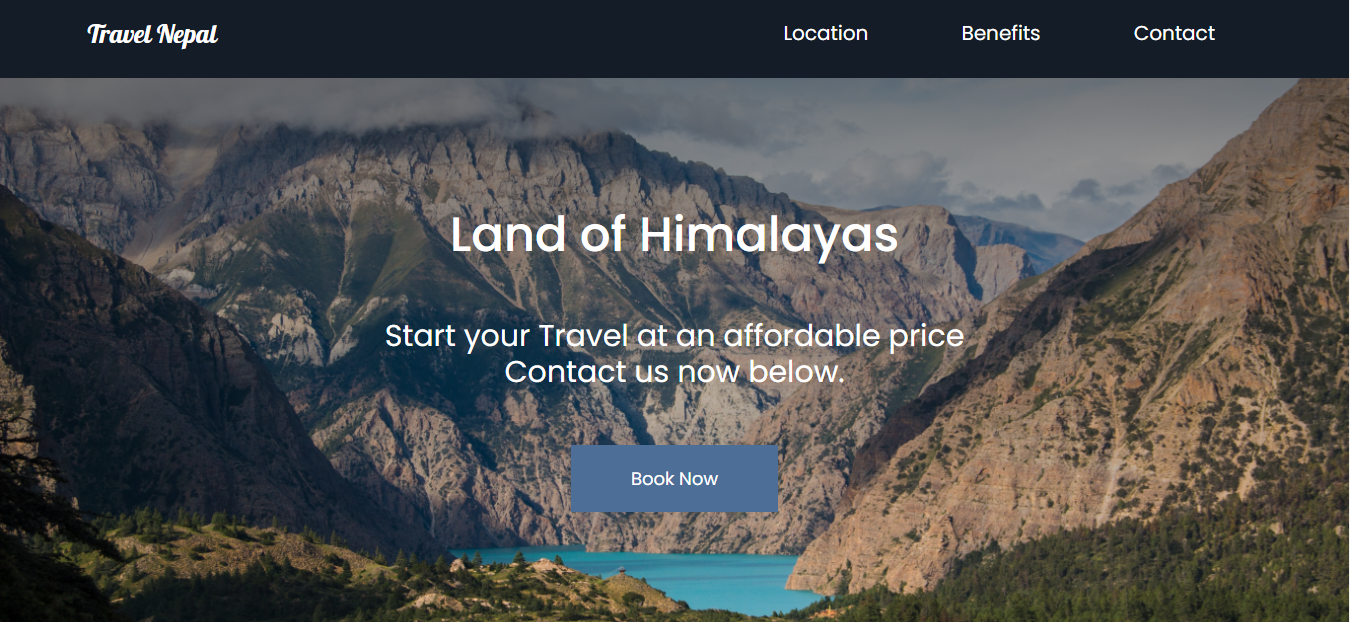 Travel Nepal
Location
Benefits
Contact
Land of Himalayas
Start your Travel at an affordable price
Contact us now below.
Book Now